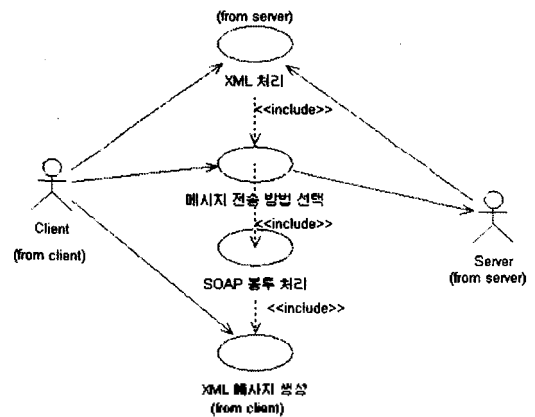 (from server)
XML 처리
<<include>>
메시지 전송 방법 선택
<<include>>
Client
(from client)
Server
(from server)
SOAP 봉투 처리
<<include>>
XML 메시지 생성
(from client)